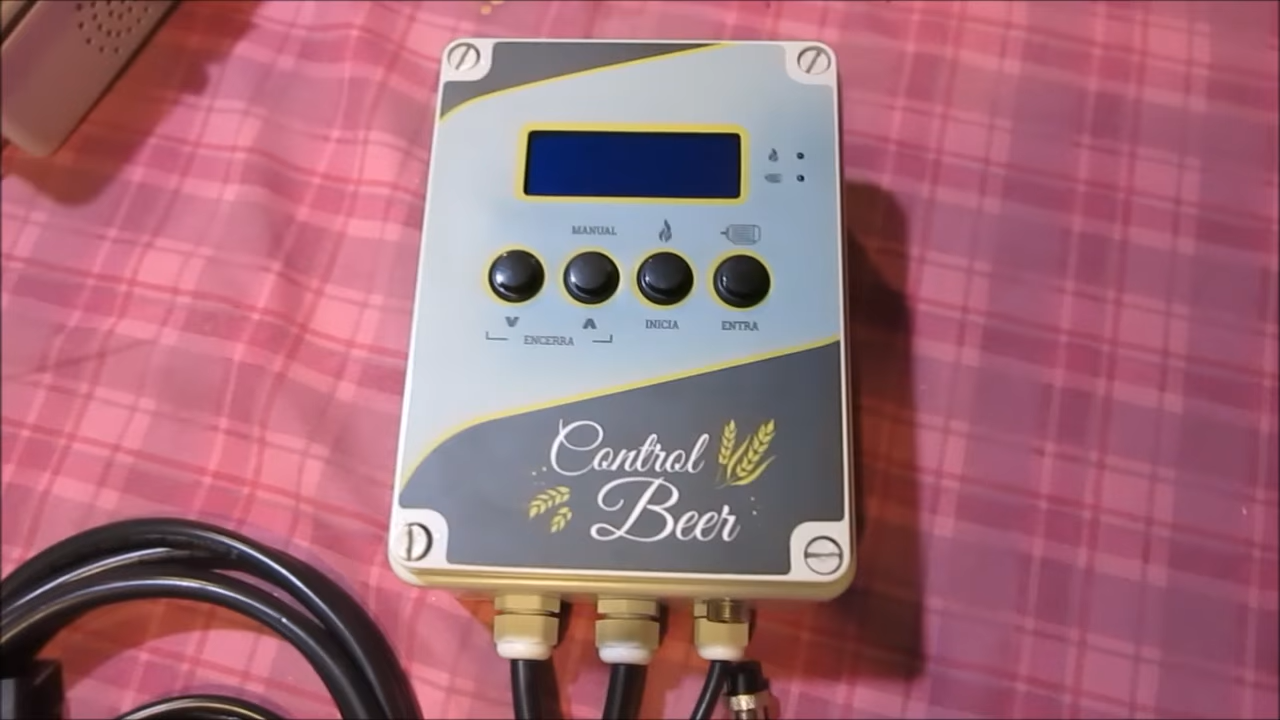 MANUAL
INICIA
ENTRA
ENCERRA
Control
Beer